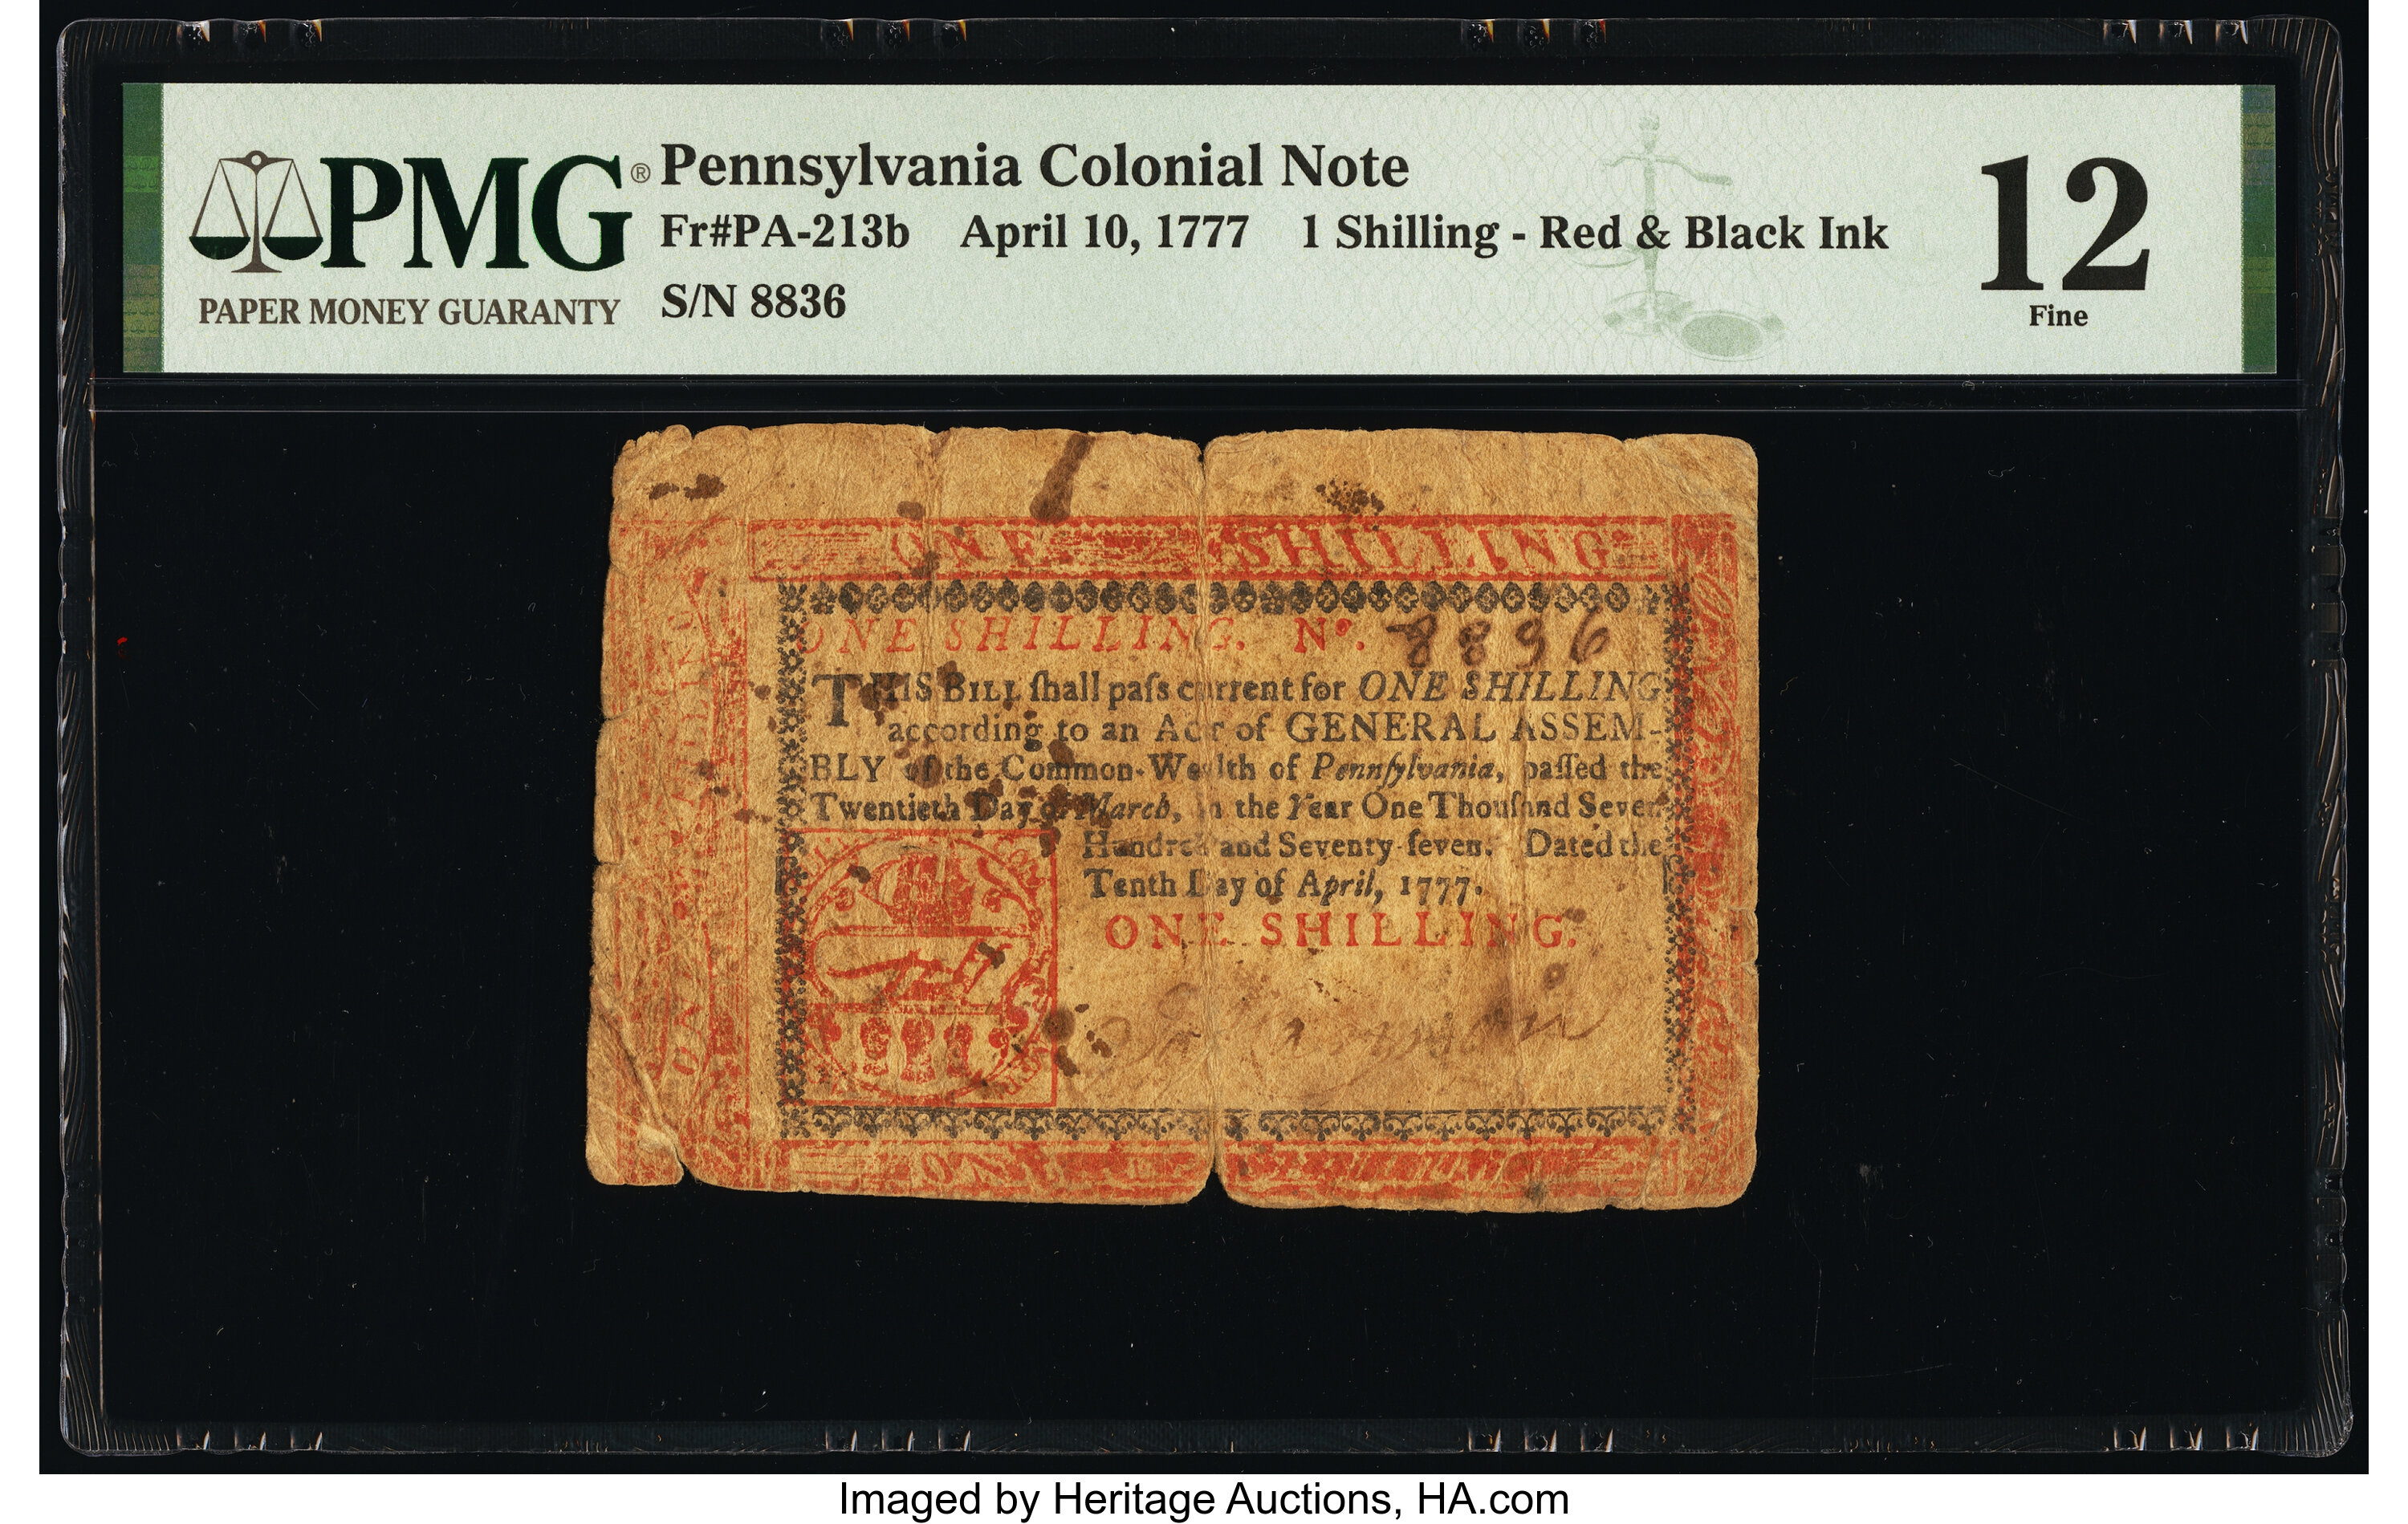 PMG®
PAPER MONEY GUARANTY
Pennsylvania Colonial Note
Fr#PA-213b April 10, 1777 1 Shilling - Red & Black Ink
S/N 8836
12
Fine
ONE SHILLING
ONE SHILLING. Nº. 8896
THIS BILL ſhall paſs current for ONE SHILLING
according to an Act of GENERAL ASSEM-
BLY of the Common-Wealth of Pennſylvania, paſſed the
Twentieth Day of March, in the Year One Thouſand Seven
Hundred and Seventy-ſeven. Dated the
Tenth Day of April, 1777.
ONE SHILLING.
ONE SHILLING
Imaged by Heritage Auctions, HA.com